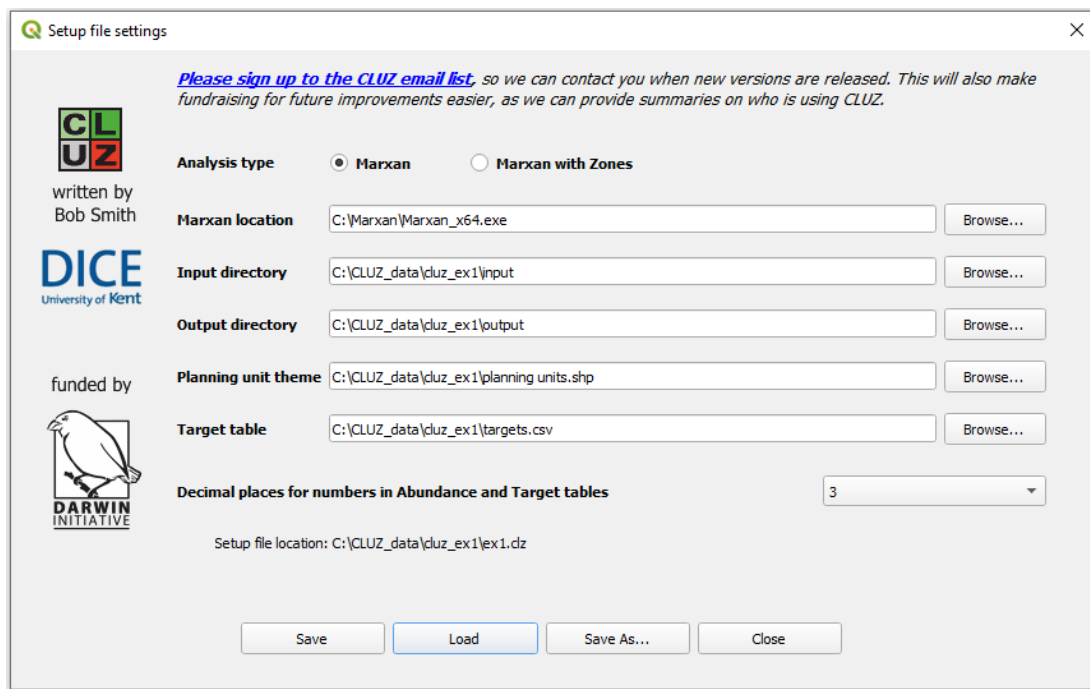 Setup file settings
Please sign up to the CLUZ email list, so we can contact you when new versions are released. This will also make
fundraising for future improvements easier, as we can provide summaries on who is using CLUZ.
CL
UZ
written by
Bob Smith
DICE
University of Kent
funded by
DARWIN
INITIATIVE
Analysis type Marxan Marxan with Zones
Marxan location C:\Marxan\Marxan_x64.exe Browse...
Input directory C:\CLUZ_data\cluz_ex1\input Browse...
Output directory C:\CLUZ_data\cluz_ex1\output Browse...
Planning unit theme C:\CLUZ_data\cluz_ex1\planning units.shp Browse...
Target table C:\CLUZ_data\cluz_ex1\targets.csv Browse...
Decimal places for numbers in Abundance and Target tables 3
Setup file location: C:\CLUZ_data\cluz_ex1\ex1.clz
Save Load Save As... Close